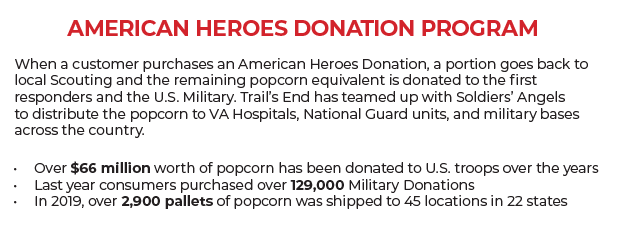 AMERICAN HEROES DONATION PROGRAM
When a customer purchases an American Heroes Donation, a portion goes back to
local Scouting and the remaining popcorn equivalent is donated to the first
responders and the U.S. Military. Trail's End has teamed up with Soldiers' Angels
to distribute the popcorn to VA Hospitals, National Guard units, and military bases
across the country.
• Over $66 million worth of popcorn has been donated to U.S. troops over the years
• Last year consumers purchased over 129,000 Military Donations
• In 2019, over 2,900 pallets of popcorn was shipped to 45 locations in 22 states